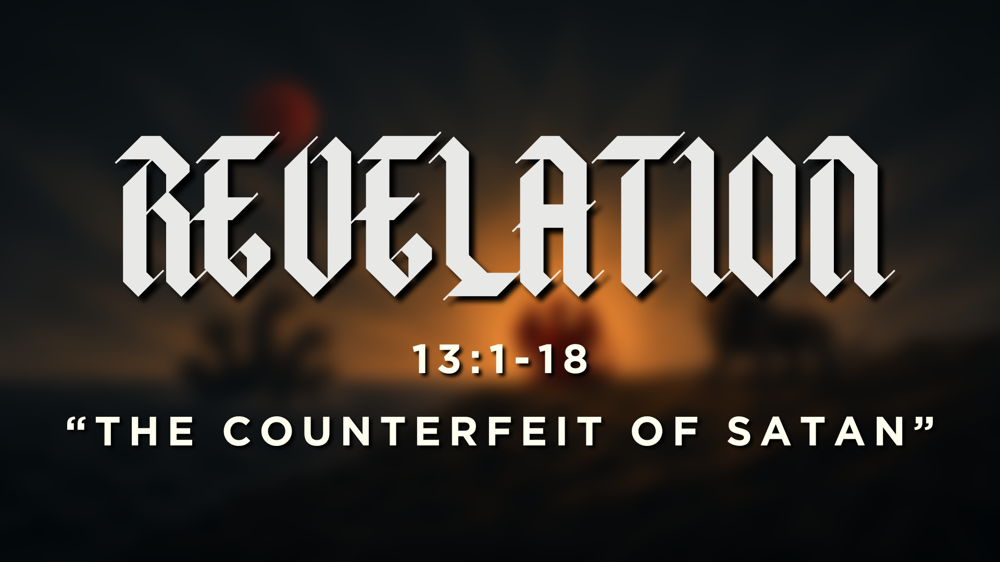 REVELATION
13:1-18
“THE COUNTERFEIT OF SATAN”